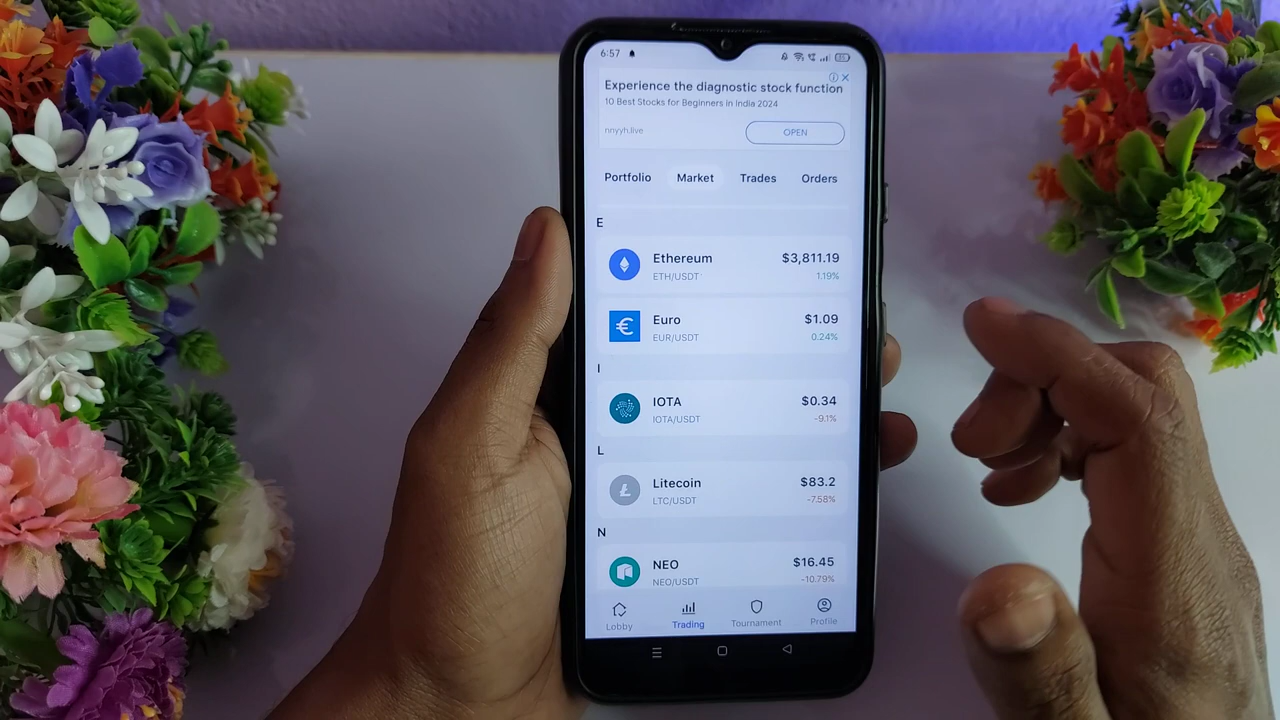 6:57
Experience the diagnostic stock function
10 Best Stocks for Beginners in India 2024
nnyyh.live
OPEN
Portfolio Market Trades Orders
E
Ethereum $3,811.19
ETH/USDT 1.19%
Euro $1.09
EUR/USDT 0.24%
I
IOTA $0.34
IOTA/USDT -9.1%
L
Litecoin $83.2
LTC/USDT -7.58%
N
NEO $16.45
NEO/USDT -10.79%
Lobby Trading Tournament Profile